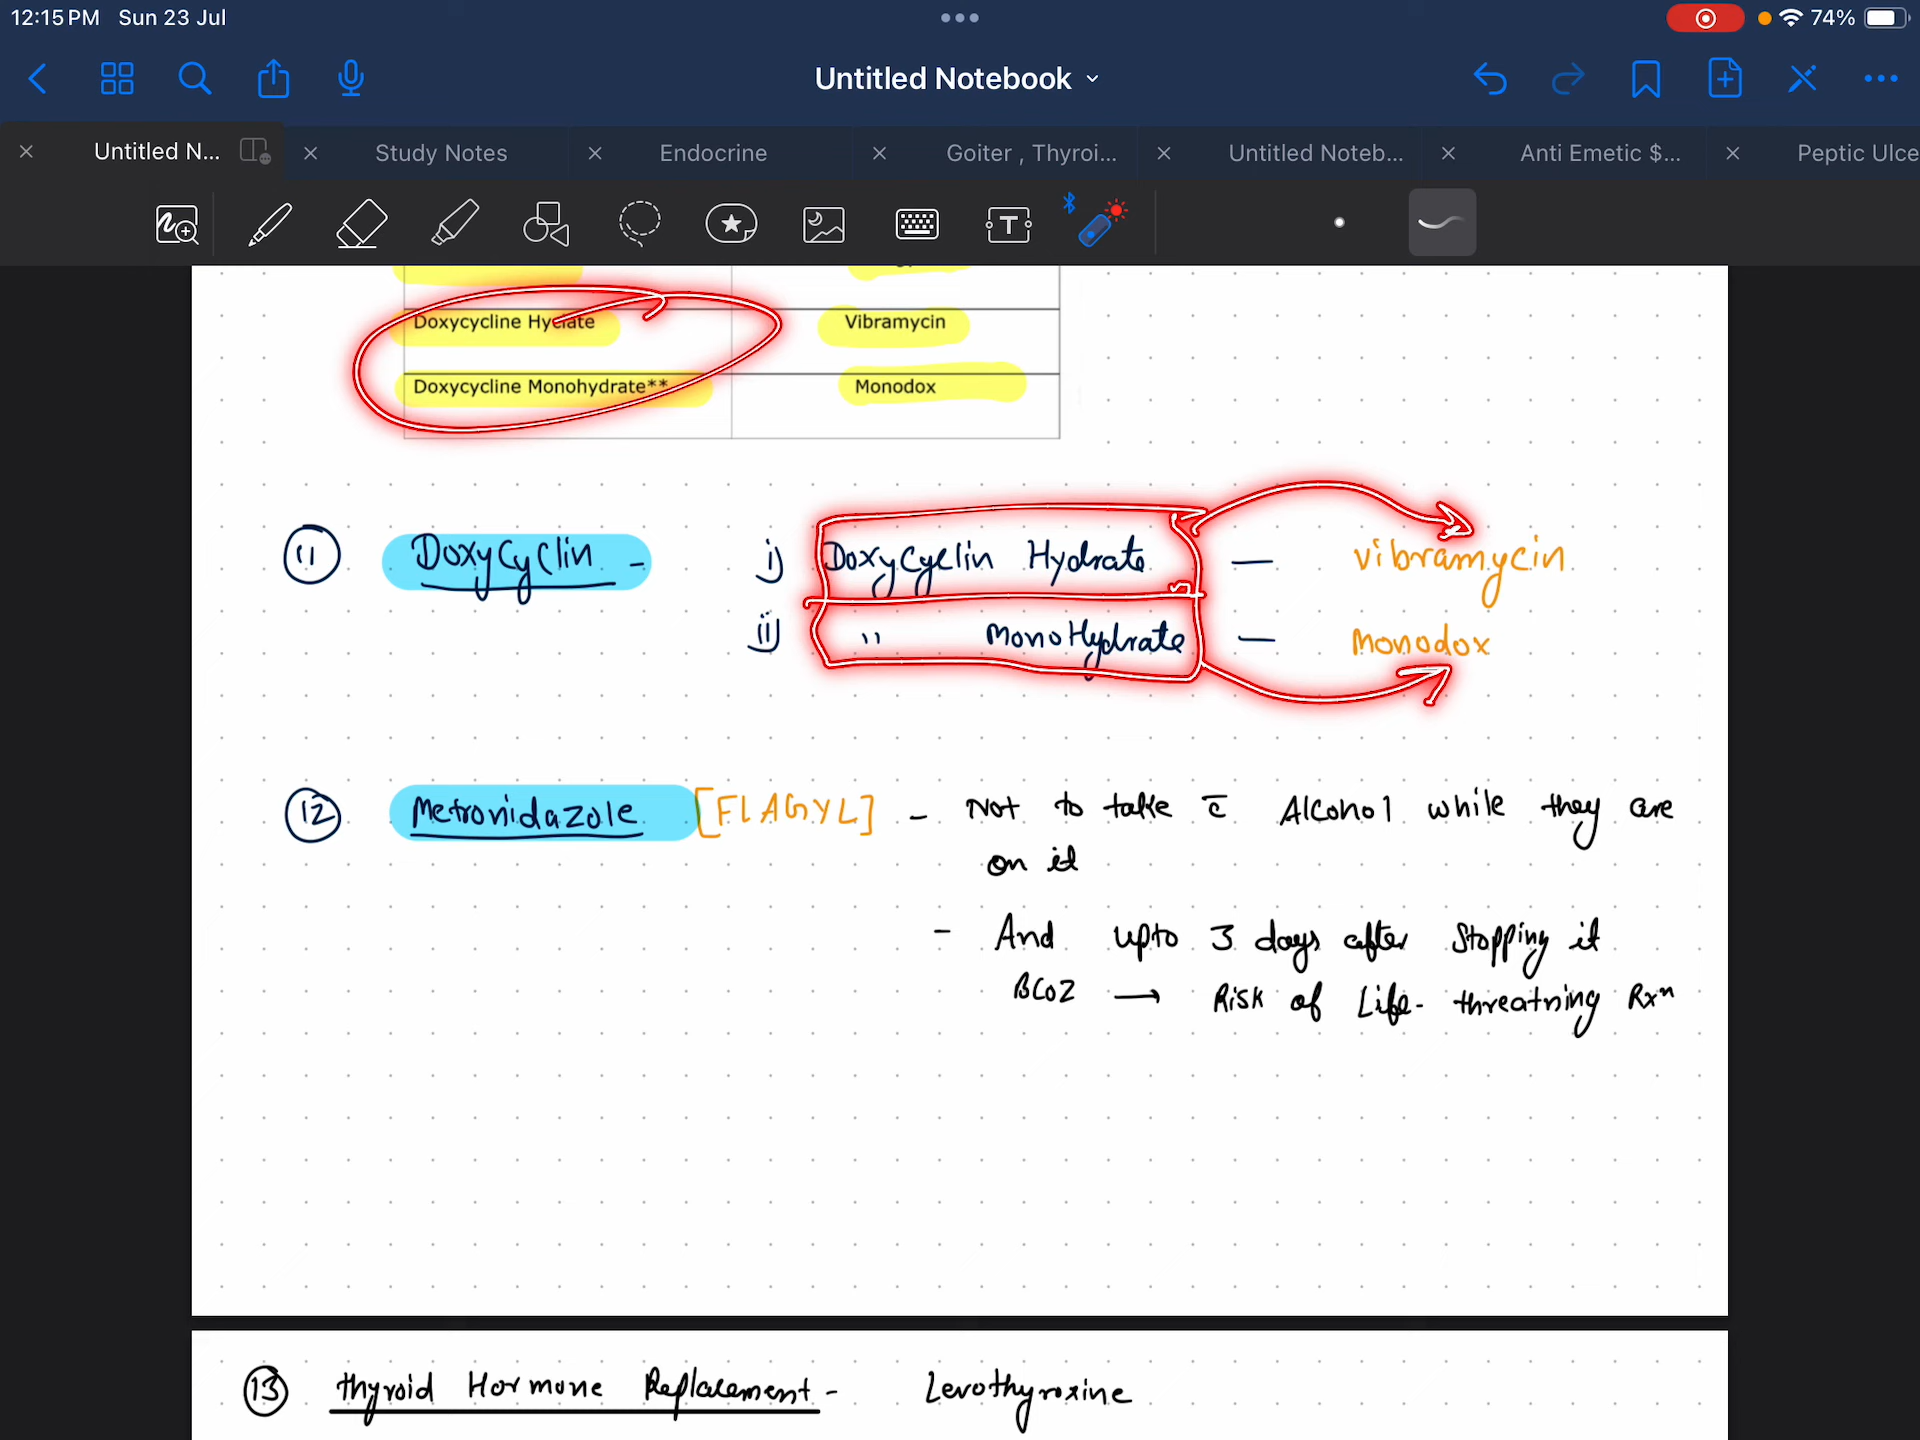 12:15 PM Sun 23 Jul
74%
Untitled Notebook
Untitled N... Study Notes Endocrine Goiter , Thyroi... Untitled Noteb... Anti Emetic $... Peptic Ulce
T
Doxycycline Hyclate Vibramycin
Doxycycline Monohydrate** Monodox
11 Doxycyclin - i) Doxycyclin Hydrate — vibramycin
ii) " monoHydrate — monodox
12 Metronidazole [FLAGYL] - Not to take c̄ Alcohol while they are
on it
- And upto 3 days after stopping it
BCOZ → Risk of Life- threatning Rxⁿ
13 Thyroid Hormone Replacement - Levothyroxine